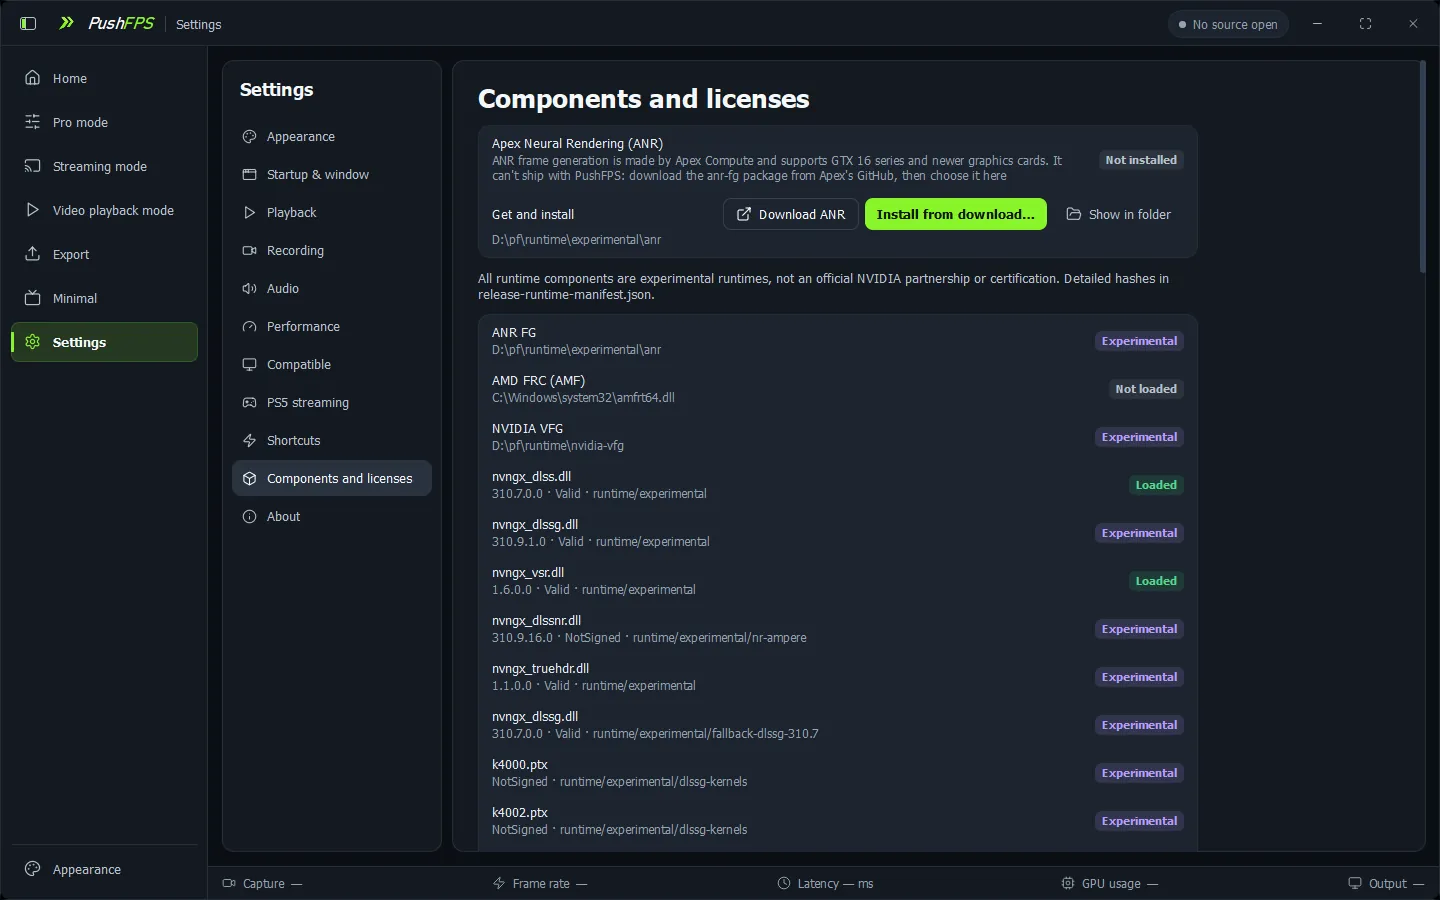 PushFPS
Settings
No source open
Home
Pro mode
Streaming mode
Video playback mode
Export
Minimal
Settings
Appearance
Settings
Appearance
Startup & window
Playback
Recording
Audio
Performance
Compatible
PS5 streaming
Shortcuts
Components and licenses
About
Components and licenses
Apex Neural Rendering (ANR)
ANR frame generation is made by Apex Compute and supports GTX 16 series and newer graphics cards. It
can't ship with PushFPS: download the anr-fg package from Apex's GitHub, then choose it here
Not installed
Get and install
Download ANR
Install from download...
Show in folder
D:\pf\runtime\experimental\anr
All runtime components are experimental runtimes, not an official NVIDIA partnership or certification. Detailed hashes in
release-runtime-manifest.json.
ANR FG
D:\pf\runtime\experimental\anr
Experimental
AMD FRC (AMF)
C:\Windows\system32\amfrt64.dll
Not loaded
NVIDIA VFG
D:\pf\runtime\nvidia-vfg
Experimental
nvngx_dlss.dll
310.7.0.0 · Valid · runtime/experimental
Loaded
nvngx_dlssg.dll
310.9.1.0 · Valid · runtime/experimental
Experimental
nvngx_vsr.dll
1.6.0.0 · Valid · runtime/experimental
Loaded
nvngx_dlssnr.dll
310.9.16.0 · NotSigned · runtime/experimental/nr-ampere
Experimental
nvngx_truehdr.dll
1.1.0.0 · Valid · runtime/experimental
Experimental
nvngx_dlssg.dll
310.7.0.0 · Valid · runtime/experimental/fallback-dlssg-310.7
Experimental
k4000.ptx
NotSigned · runtime/experimental/dlssg-kernels
Experimental
k4002.ptx
NotSigned · runtime/experimental/dlssg-kernels
Experimental
Capture —
Frame rate —
Latency — ms
GPU usage —
Output —